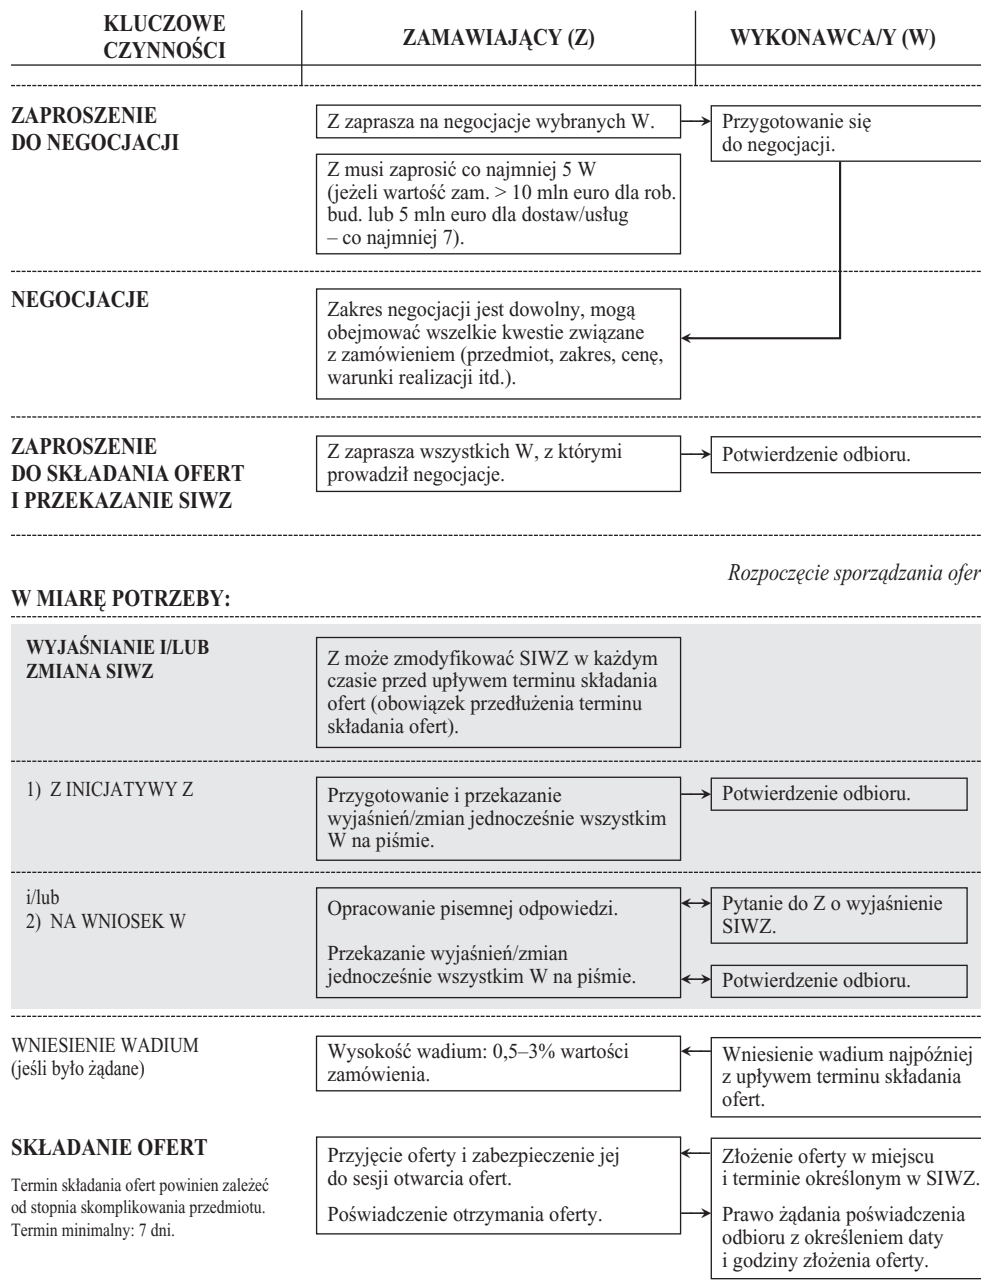 KLUCZOWE
CZYNNOŚCI
ZAMAWIAJĄCY (Z)
WYKONAWCA/Y (W)
ZAPROSZENIE
DO NEGOCJACJI
Z zaprasza na negocjacje wybranych W.
Przygotowanie się
do negocjacji.
Z musi zaprosić co najmniej 5 W
(jeżeli wartość zam. > 10 mln euro dla rob.
bud. lub 5 mln euro dla dostaw/usług
– co najmniej 7).
NEGOCJACJE
Zakres negocjacji jest dowolny, mogą
obejmować wszelkie kwestie związane
z zamówieniem (przedmiot, zakres, cenę,
warunki realizacji itd.).
ZAPROSZENIE
DO SKŁADANIA OFERT
I PRZEKAZANIE SIWZ
Z zaprasza wszystkich W, z którymi
prowadził negocjacje.
Potwierdzenie odbioru.
Rozpoczęcie sporządzania ofer
W MIARĘ POTRZEBY:
WYJAŚNIANIE I/LUB
ZMIANA SIWZ
Z może zmodyfikować SIWZ w każdym
czasie przed upływem terminu składania
ofert (obowiązek przedłużenia terminu
składania ofert).
1) Z INICJATYWY Z
Przygotowanie i przekazanie
wyjaśnień/zmian jednocześnie wszystkim
W na piśmie.
Potwierdzenie odbioru.
i/lub
2) NA WNIOSEK W
Opracowanie pisemnej odpowiedzi.
Pytanie do Z o wyjaśnienie
SIWZ.
Przekazanie wyjaśnień/zmian
jednocześnie wszystkim W na piśmie.
Potwierdzenie odbioru.
WNIESIENIE WADIUM
(jeśli było żądane)
Wysokość wadium: 0,5–3% wartości
zamówienia.
Wniesienie wadium najpóźniej
z upływem terminu składania
ofert.
SKŁADANIE OFERT
Termin składania ofert powinien zależeć
od stopnia skomplikowania przedmiotu.
Termin minimalny: 7 dni.
Przyjęcie oferty i zabezpieczenie jej
do sesji otwarcia ofert.
Złożenie oferty w miejscu
i terminie określonym w SIWZ.
Poświadczenie otrzymania oferty.
Prawo żądania poświadczenia
odbioru z określeniem daty
i godziny złożenia oferty.